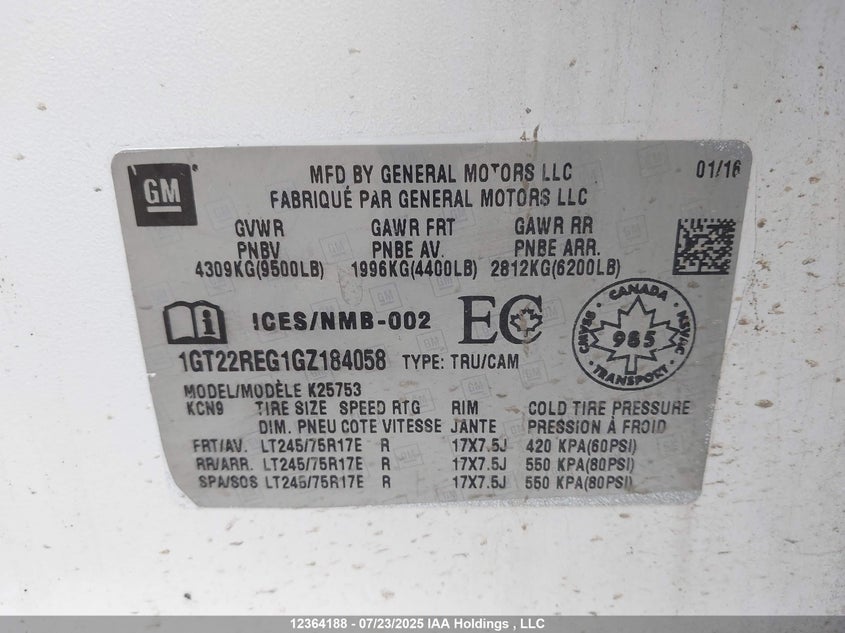 GM
MFD BY GENERAL MOTORS LLC
01/16
FABRIQUÉ PAR GENERAL MOTORS LLC
GVWR GAWR FRT GAWR RR
PNBV PNBE AV. PNBE ARR.
4309KG(9500LB) 1996KG(4400LB) 2812KG(6200LB)
ICES/NMB-002
EC
CANADA
CMVSS
985
NSVAC
TRANSPORT
1GT22REG1GZ184058 TYPE: TRU/CAM
MODEL/MODÈLE K25753
KCN9 TIRE SIZE SPEED RTG RIM COLD TIRE PRESSURE
DIM. PNEU COTE VITESSE JANTE PRESSION À FROID
FRT/AV. LT245/75R17E R 17X7.5J 420 KPA(60PSI)
RR/ARR. LT245/75R17E R 17X7.5J 550 KPA(80PSI)
SPA/SOS LT245/75R17E R 17X7.5J 550 KPA(80PSI)
12364188 - 07/23/2025 IAA Holdings , LLC